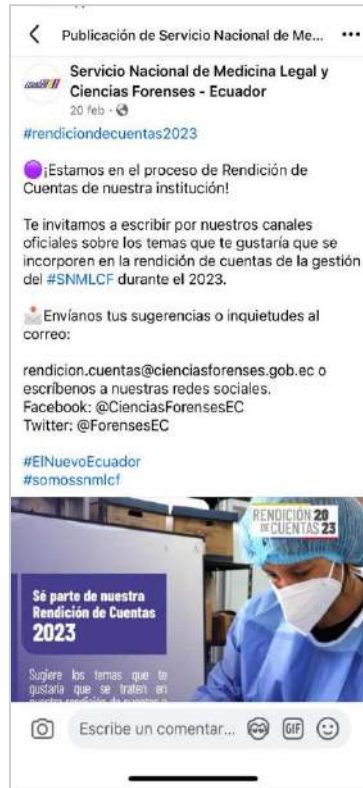 Publicación de Servicio Nacional de Me...
Servicio Nacional de Medicina Legal y
Ciencias Forenses - Ecuador
20 feb ·
#rendiciondecuentas2023
¡Estamos en el proceso de Rendición de
Cuentas de nuestra institución!
Te invitamos a escribir por nuestros canales
oficiales sobre los temas que te gustaría que se
incorporen en la rendición de cuentas de la gestión
del #SNMLCF durante el 2023.
Envíanos tus sugerencias o inquietudes al
correo:
rendicion.cuentas@cienciasforenses.gob.ec o
escríbenos a nuestras redes sociales.
Facebook: @CienciasForensesEC
Twitter: @ForensesEC
#ElNuevoEcuador
#somossnmlcf
RENDICIÓN 20
DE CUENTAS 23
Sé parte de nuestra
Rendición de Cuentas
2023
Sugiere los temas que te
gustaría que se traten en
nuestra rendición de cuentas
Escribe un comentar...
GIF